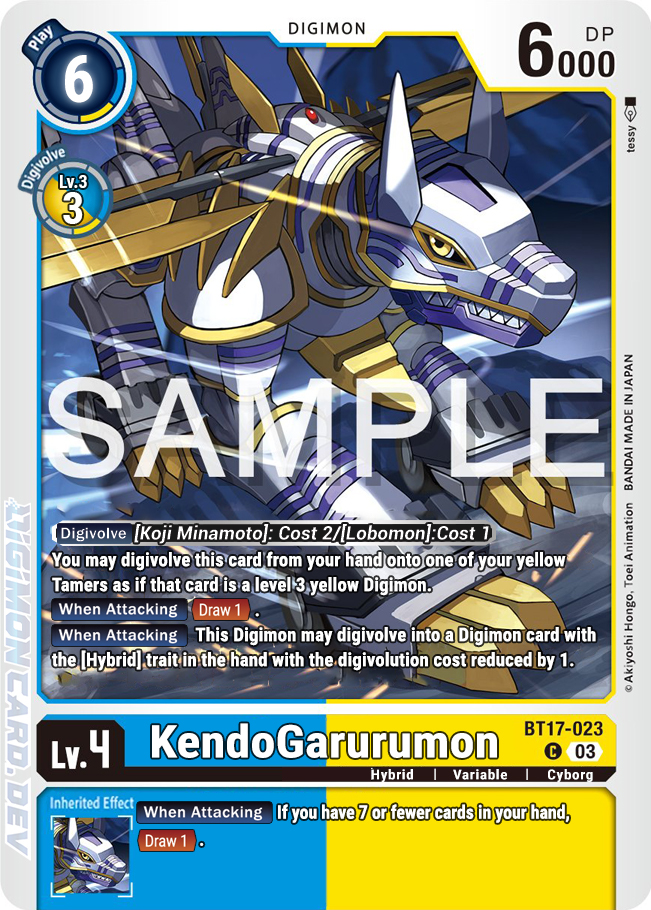 DIGIMON
Play
6
DP
6000
tessy
Digivolve
Lv.3
3
SAMPLE
BANDAI MADE IN JAPAN
© Akiyoshi Hongo, Toei Animation
DIGIMONCARD.DEV
Digivolve [Koji Minamoto]: Cost 2/[Lobomon]:Cost 1
You may digivolve this card from your hand onto one of your yellow
Tamers as if that card is a level 3 yellow Digimon.
When Attacking Draw 1 .
When Attacking This Digimon may digivolve into a Digimon card with
the [Hybrid] trait in the hand with the digivolution cost reduced by 1.
Lv.4
KendoGarurumon
BT17-023
C 03
Hybrid | Variable | Cyborg
Inherited Effect
When Attacking If you have 7 or fewer cards in your hand,
Draw 1 .